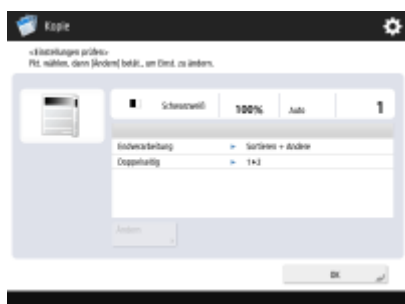 Kopie
<Einstellungen prüfen>
Pkt. wählen, dann [Ändern] betät., um Einst. zu ändern.
Schwarzweiß 100% Auto 1
Endverarbeitung ► Sortieren + Andere
Doppelseitig ► 1►2
Ändern
OK